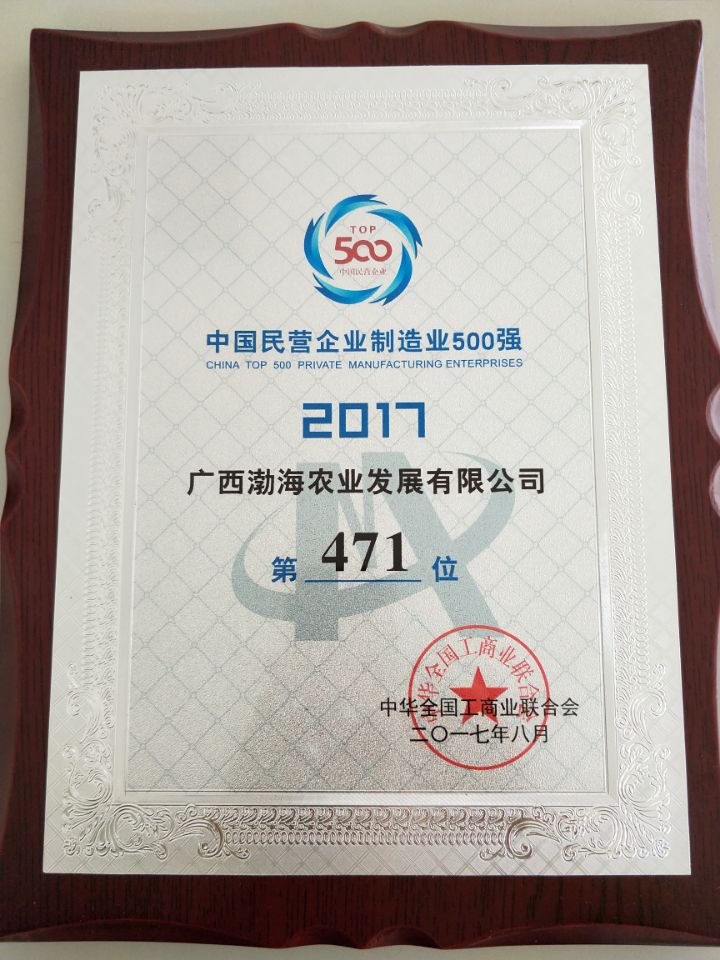 TOP
500
中国民营企业
中国民营企业制造业500强
CHINA TOP 500 PRIVATE MANUFACTURING ENTERPRISES
2017
广西渤海农业发展有限公司
第 471 位
中华全国工商业联合会
中华全国工商业联合会
二〇一七年八月